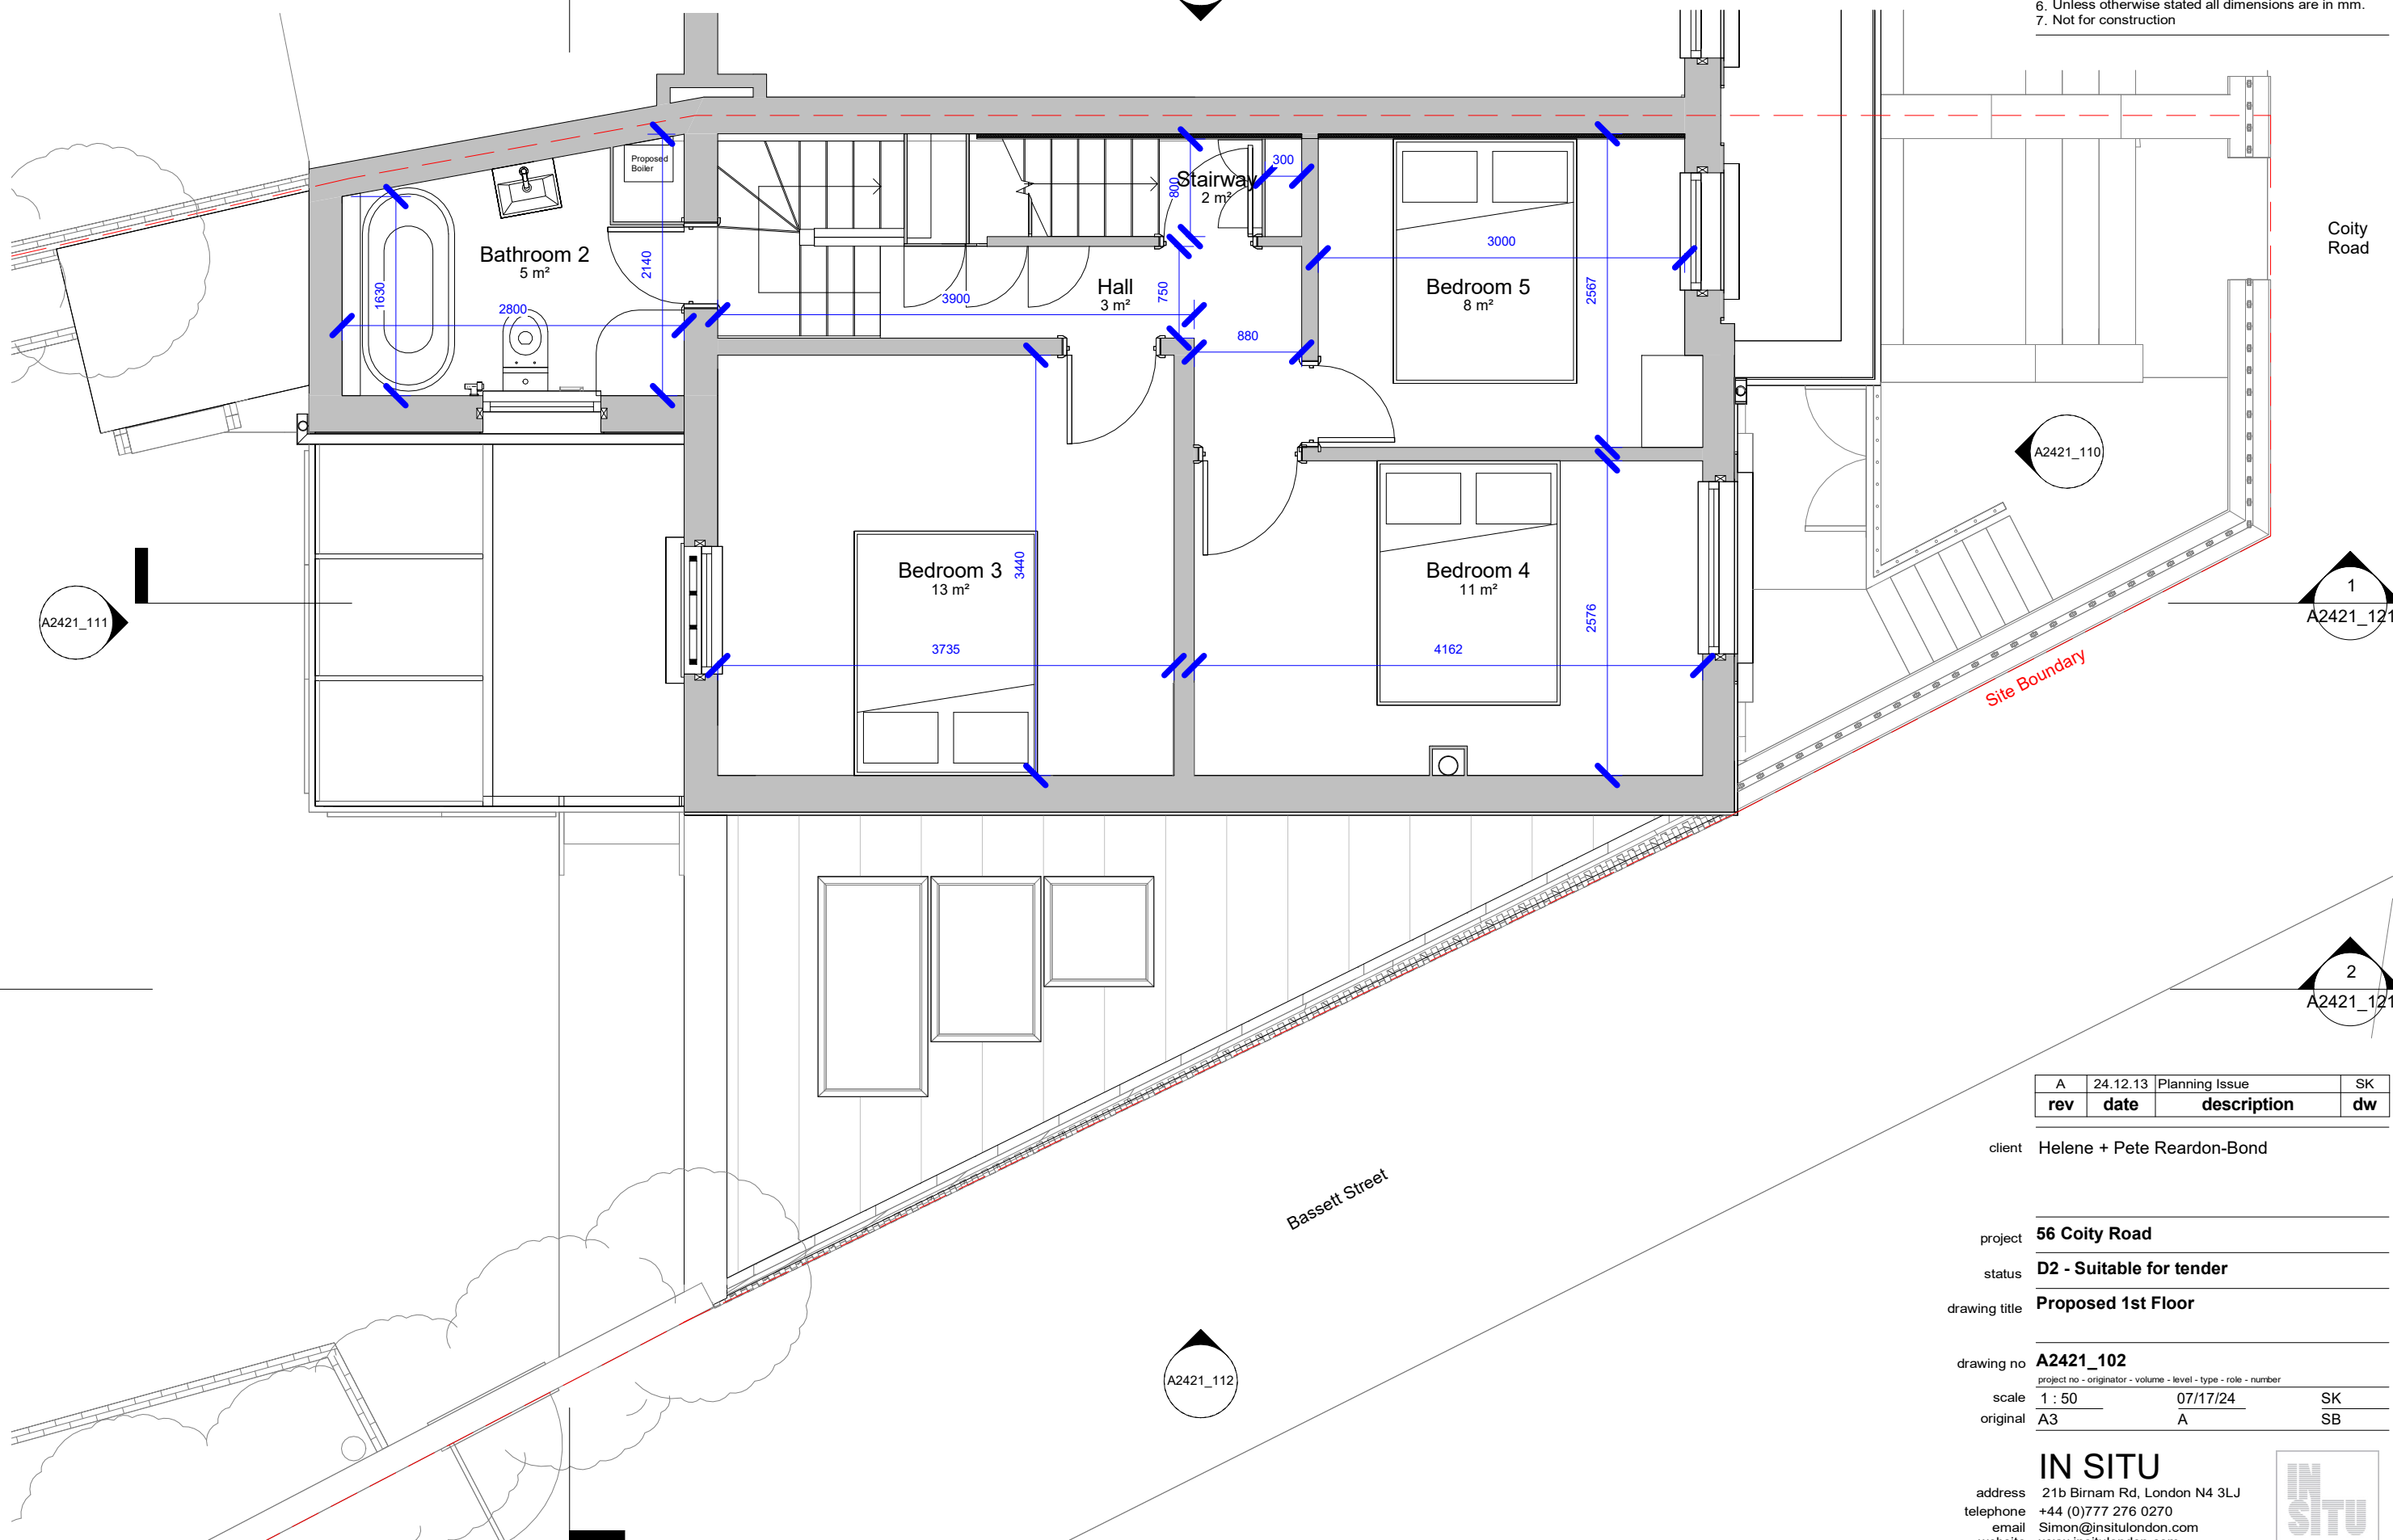 6. Unless otherwise stated all dimensions are in mm.
7. Not for construction
Proposed
Boiler
Bathroom 2
5 m²
1630
2140
2800
3900
Hall
3 m²
750
800
Stairway
2 m²
300
880
3000
Bedroom 5
8 m²
2567
Coity
Road
A2421_110
A2421_111
Bedroom 3
13 m²
3440
3735
Bedroom 4
11 m²
2576
4162
1
A2421_121
Site Boundary
2
A2421_121
Bassett Street
A2421_112
A 24.12.13 Planning Issue SK
rev date description dw
client Helene + Pete Reardon-Bond
project 56 Coity Road
status D2 - Suitable for tender
drawing title Proposed 1st Floor
drawing no A2421_102
project no - originator - volume - level - type - role - number
scale 1 : 50 07/17/24 SK
original A3 A SB
IN SITU
address 21b Birnam Rd, London N4 3LJ
telephone +44 (0)777 276 0270
email Simon@insitulondon.com
IN
SITU